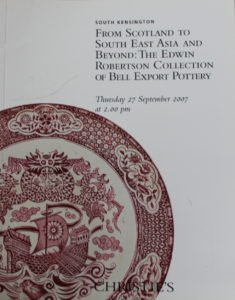 SOUTH KENSINGTON
FROM SCOTLAND TO
SOUTH EAST ASIA AND
BEYOND: THE EDWIN
ROBERTSON COLLECTION
OF BELL EXPORT POTTERY
Thursday 27 September 2007
at 2.00 pm
CHRISTIE'S